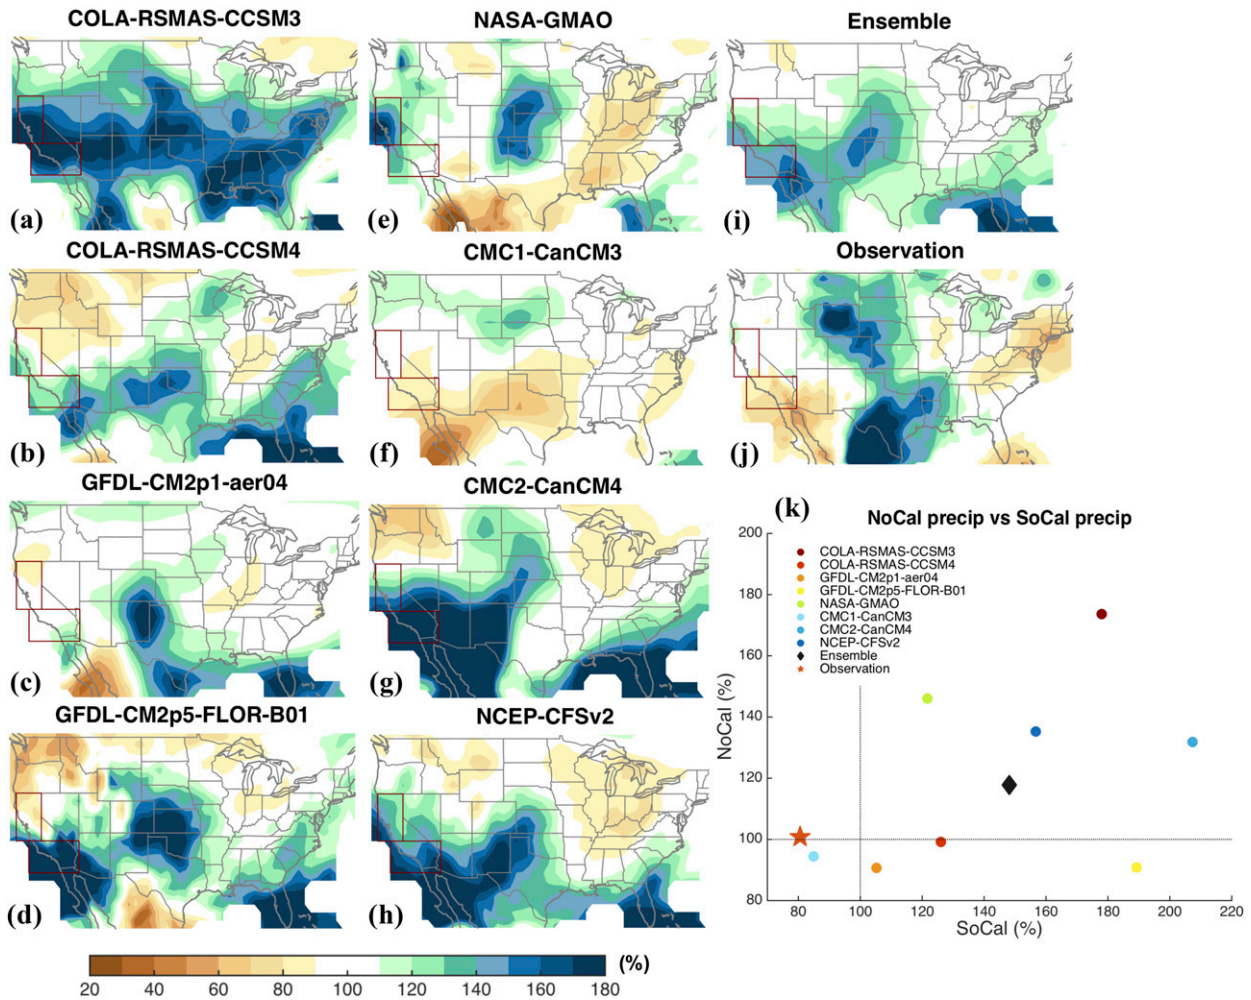 COLA-RSMAS-CCSM3
(a)
NASA-GMAO
(e)
Ensemble
(i)
COLA-RSMAS-CCSM4
(b)
CMC1-CanCM3
(f)
Observation
(j)
GFDL-CM2p1-aer04
(c)
CMC2-CanCM4
(g)
GFDL-CM2p5-FLOR-B01
(d)
NCEP-CFSv2
(h)
(k)
NoCal precip vs SoCal precip
COLA-RSMAS-CCSM3
COLA-RSMAS-CCSM4
GFDL-CM2p1-aer04
GFDL-CM2p5-FLOR-B01
NASA-GMAO
CMC1-CanCM3
CMC2-CanCM4
NCEP-CFSv2
Ensemble
Observation
NoCal (%)
200
180
160
140
120
100
80
80 100 120 140 160 180 200 220
SoCal (%)
(%)
20 40 60 80 100 120 140 160 180